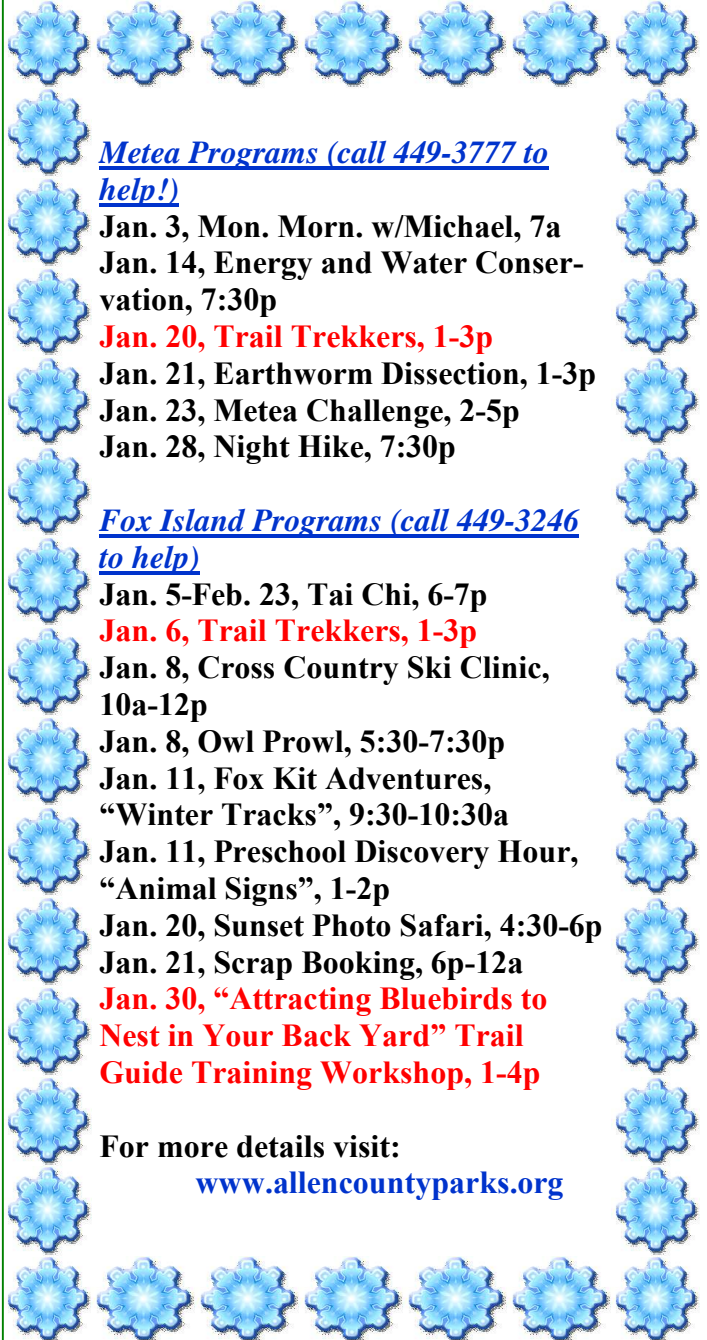 Metea Programs (call 449-3777 to
help!)
Jan. 3, Mon. Morn. w/Michael, 7a
Jan. 14, Energy and Water Conser-
vation, 7:30p
Jan. 20, Trail Trekkers, 1-3p
Jan. 21, Earthworm Dissection, 1-3p
Jan. 23, Metea Challenge, 2-5p
Jan. 28, Night Hike, 7:30p
Fox Island Programs (call 449-3246
to help)
Jan. 5-Feb. 23, Tai Chi, 6-7p
Jan. 6, Trail Trekkers, 1-3p
Jan. 8, Cross Country Ski Clinic,
10a-12p
Jan. 8, Owl Prowl, 5:30-7:30p
Jan. 11, Fox Kit Adventures,
“Winter Tracks”, 9:30-10:30a
Jan. 11, Preschool Discovery Hour,
“Animal Signs”, 1-2p
Jan. 20, Sunset Photo Safari, 4:30-6p
Jan. 21, Scrap Booking, 6p-12a
Jan. 30, “Attracting Bluebirds to
Nest in Your Back Yard” Trail
Guide Training Workshop, 1-4p
For more details visit:
www.allencountyparks.org